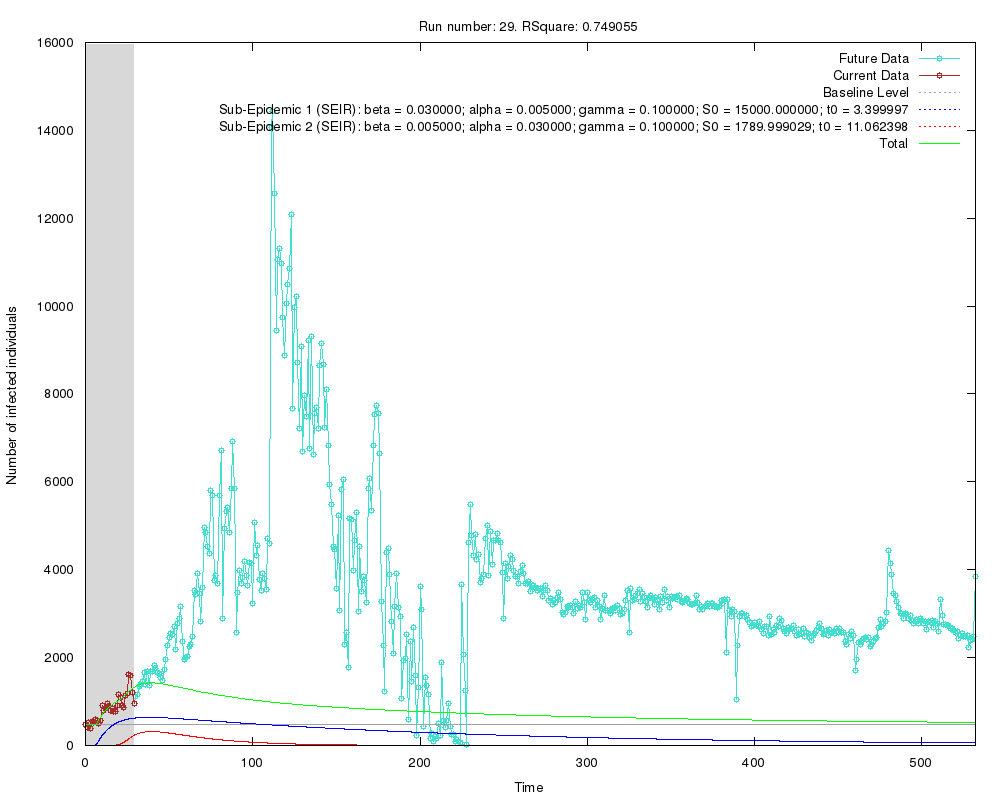 Run number: 29. RSquare: 0.749055
16000
Future Data
Current Data
Baseline Level
Sub-Epidemic 1 (SEIR): beta = 0.030000; alpha = 0.005000; gamma = 0.100000; S0 = 15000.000000; t0 = 3.399997
Sub-Epidemic 2 (SEIR): beta = 0.005000; alpha = 0.030000; gamma = 0.100000; S0 = 1789.999029; t0 = 11.062398
Total
14000
12000
10000
8000
6000
4000
2000
0
Number of infected individuals
0 100 200 300 400 500
Time